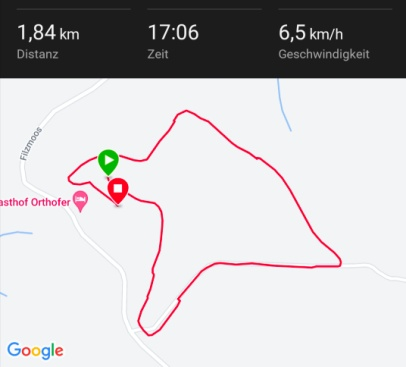 1,84 km
17:06
6,5 km/h
Distanz
Zeit
Geschwindigkeit
Filzmoos
asthof Orthofer
Google